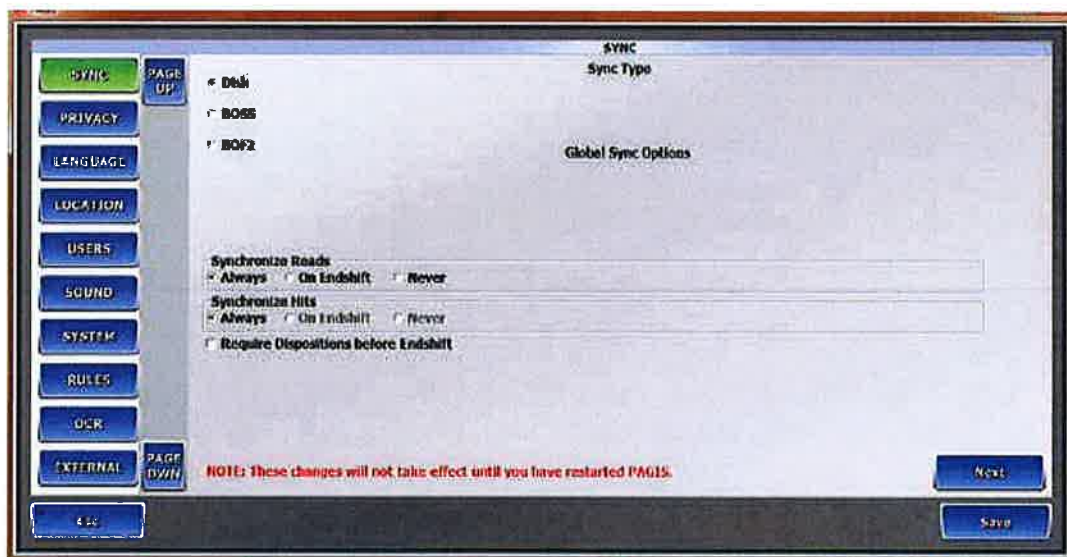 SYNC
Sync Type
SYNC
PAGE UP
Disk
PRIVACY
BOSS
BOF2
LANGUAGE
Global Sync Options
LOCATION
USERS
Synchronize Reads
Always On Endshift Never
SOUND
Synchronize Hits
Always On Endshift Never
SYSTEM
Require Dispositions before Endshift
RULES
OCR
EXTERNAL
PAGE DWN
NOTE: These changes will not take effect until you have restarted PAGIS.
Next
Save